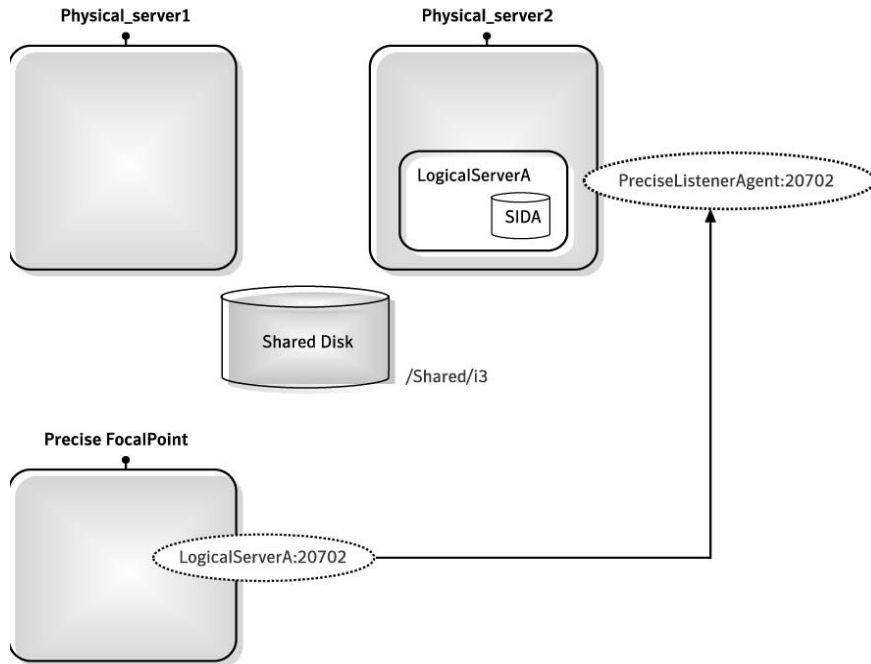 Physical_server1
Physical_server2
LogicalServerA
SIDA
PreciseListenerAgent:20702
Shared Disk
/Shared/i3
Precise FocalPoint
LogicalServerA:20702